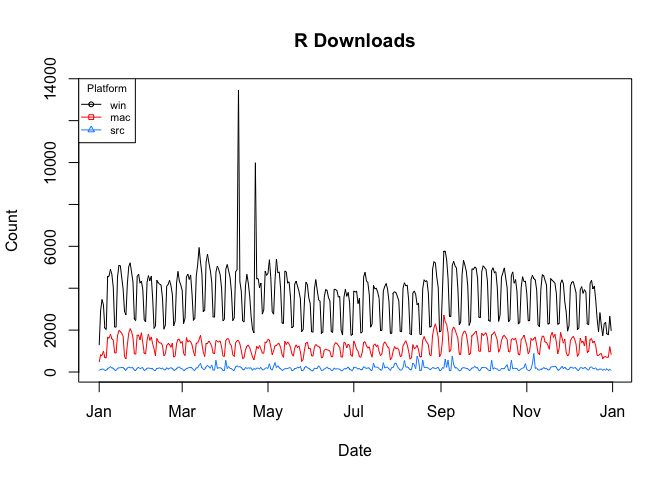 R Downloads
Platform
win
mac
src
Count
14000
10000
6000
2000
0
Jan Mar May Jul Sep Nov Jan
Date